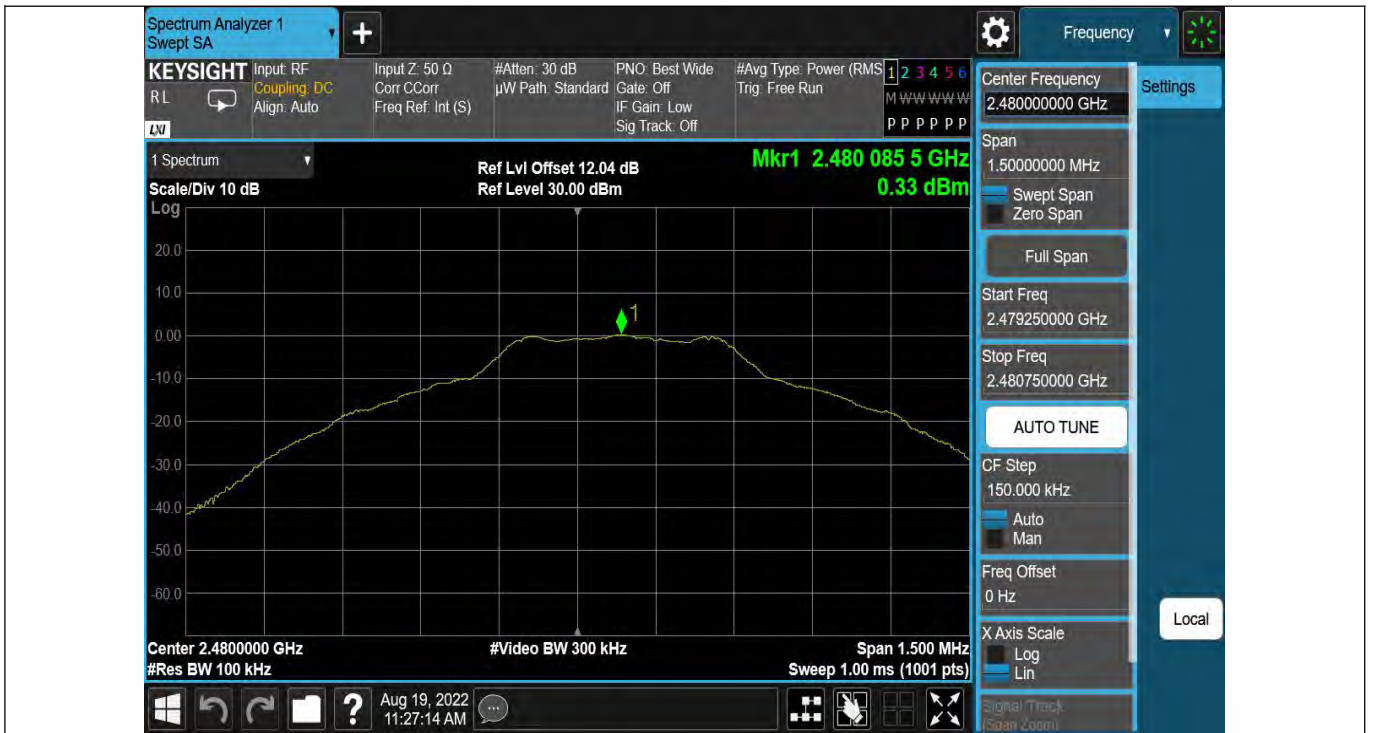 Spectrum Analyzer 1
Swept SA
Frequency
KEYSIGHT
RL
LXI
Input: RF
Coupling: DC
Align: Auto
Input Z: 50 Ω
Corr CCorr
Freq Ref: Int (S)
#Atten: 30 dB
µW Path: Standard
PNO: Best Wide
Gate: Off
IF Gain: Low
Sig Track: Off
#Avg Type: Power (RMS
Trig: Free Run
1 2 3 4 5 6
M W W W W W
P P P P P P
1 Spectrum
Scale/Div 10 dB
Ref Lvl Offset 12.04 dB
Ref Level 30.00 dBm
Mkr1 2.480 085 5 GHz
0.33 dBm
Log
20.0
10.0
0.00
-10.0
-20.0
-30.0
-40.0
-50.0
-60.0
1
Center 2.4800000 GHz
#Video BW 300 kHz
Span 1.500 MHz
#Res BW 100 kHz
Sweep 1.00 ms (1001 pts)
Center Frequency
2.480000000 GHz
Settings
Span
1.50000000 MHz
Swept Span
Zero Span
Full Span
Start Freq
2.479250000 GHz
Stop Freq
2.480750000 GHz
AUTO TUNE
CF Step
150.000 kHz
Auto
Man
Freq Offset
0 Hz
X Axis Scale
Log
Lin
Signal Track
(Span Zoom)
Local
?
Aug 19, 2022
11:27:14 AM